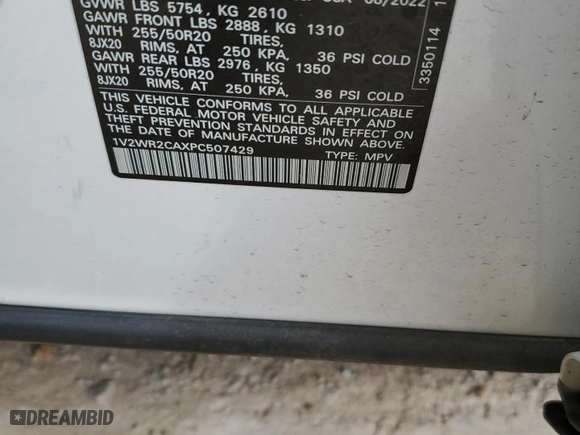 GVWR LBS 5754, KG 2610
GAWR FRONT LBS 2888, KG 1310
WITH 255/50R20 TIRES,
8JX20 RIMS, AT 250 KPA, 36 PSI COLD
GAWR REAR LBS 2976, KG 1350
WITH 255/50R20 TIRES,
8JX20 RIMS, AT 250 KPA, 36 PSI COLD
THIS VEHICLE CONFORMS TO ALL APPLICABLE
U.S. FEDERAL MOTOR VEHICLE SAFETY AND
THEFT PREVENTION STANDARDS IN EFFECT ON
THE DATE OF MANUFACTURE SHOWN ABOVE.
1V2WR2CAXPC507429 TYPE: MPV
3350114
DREAMBID